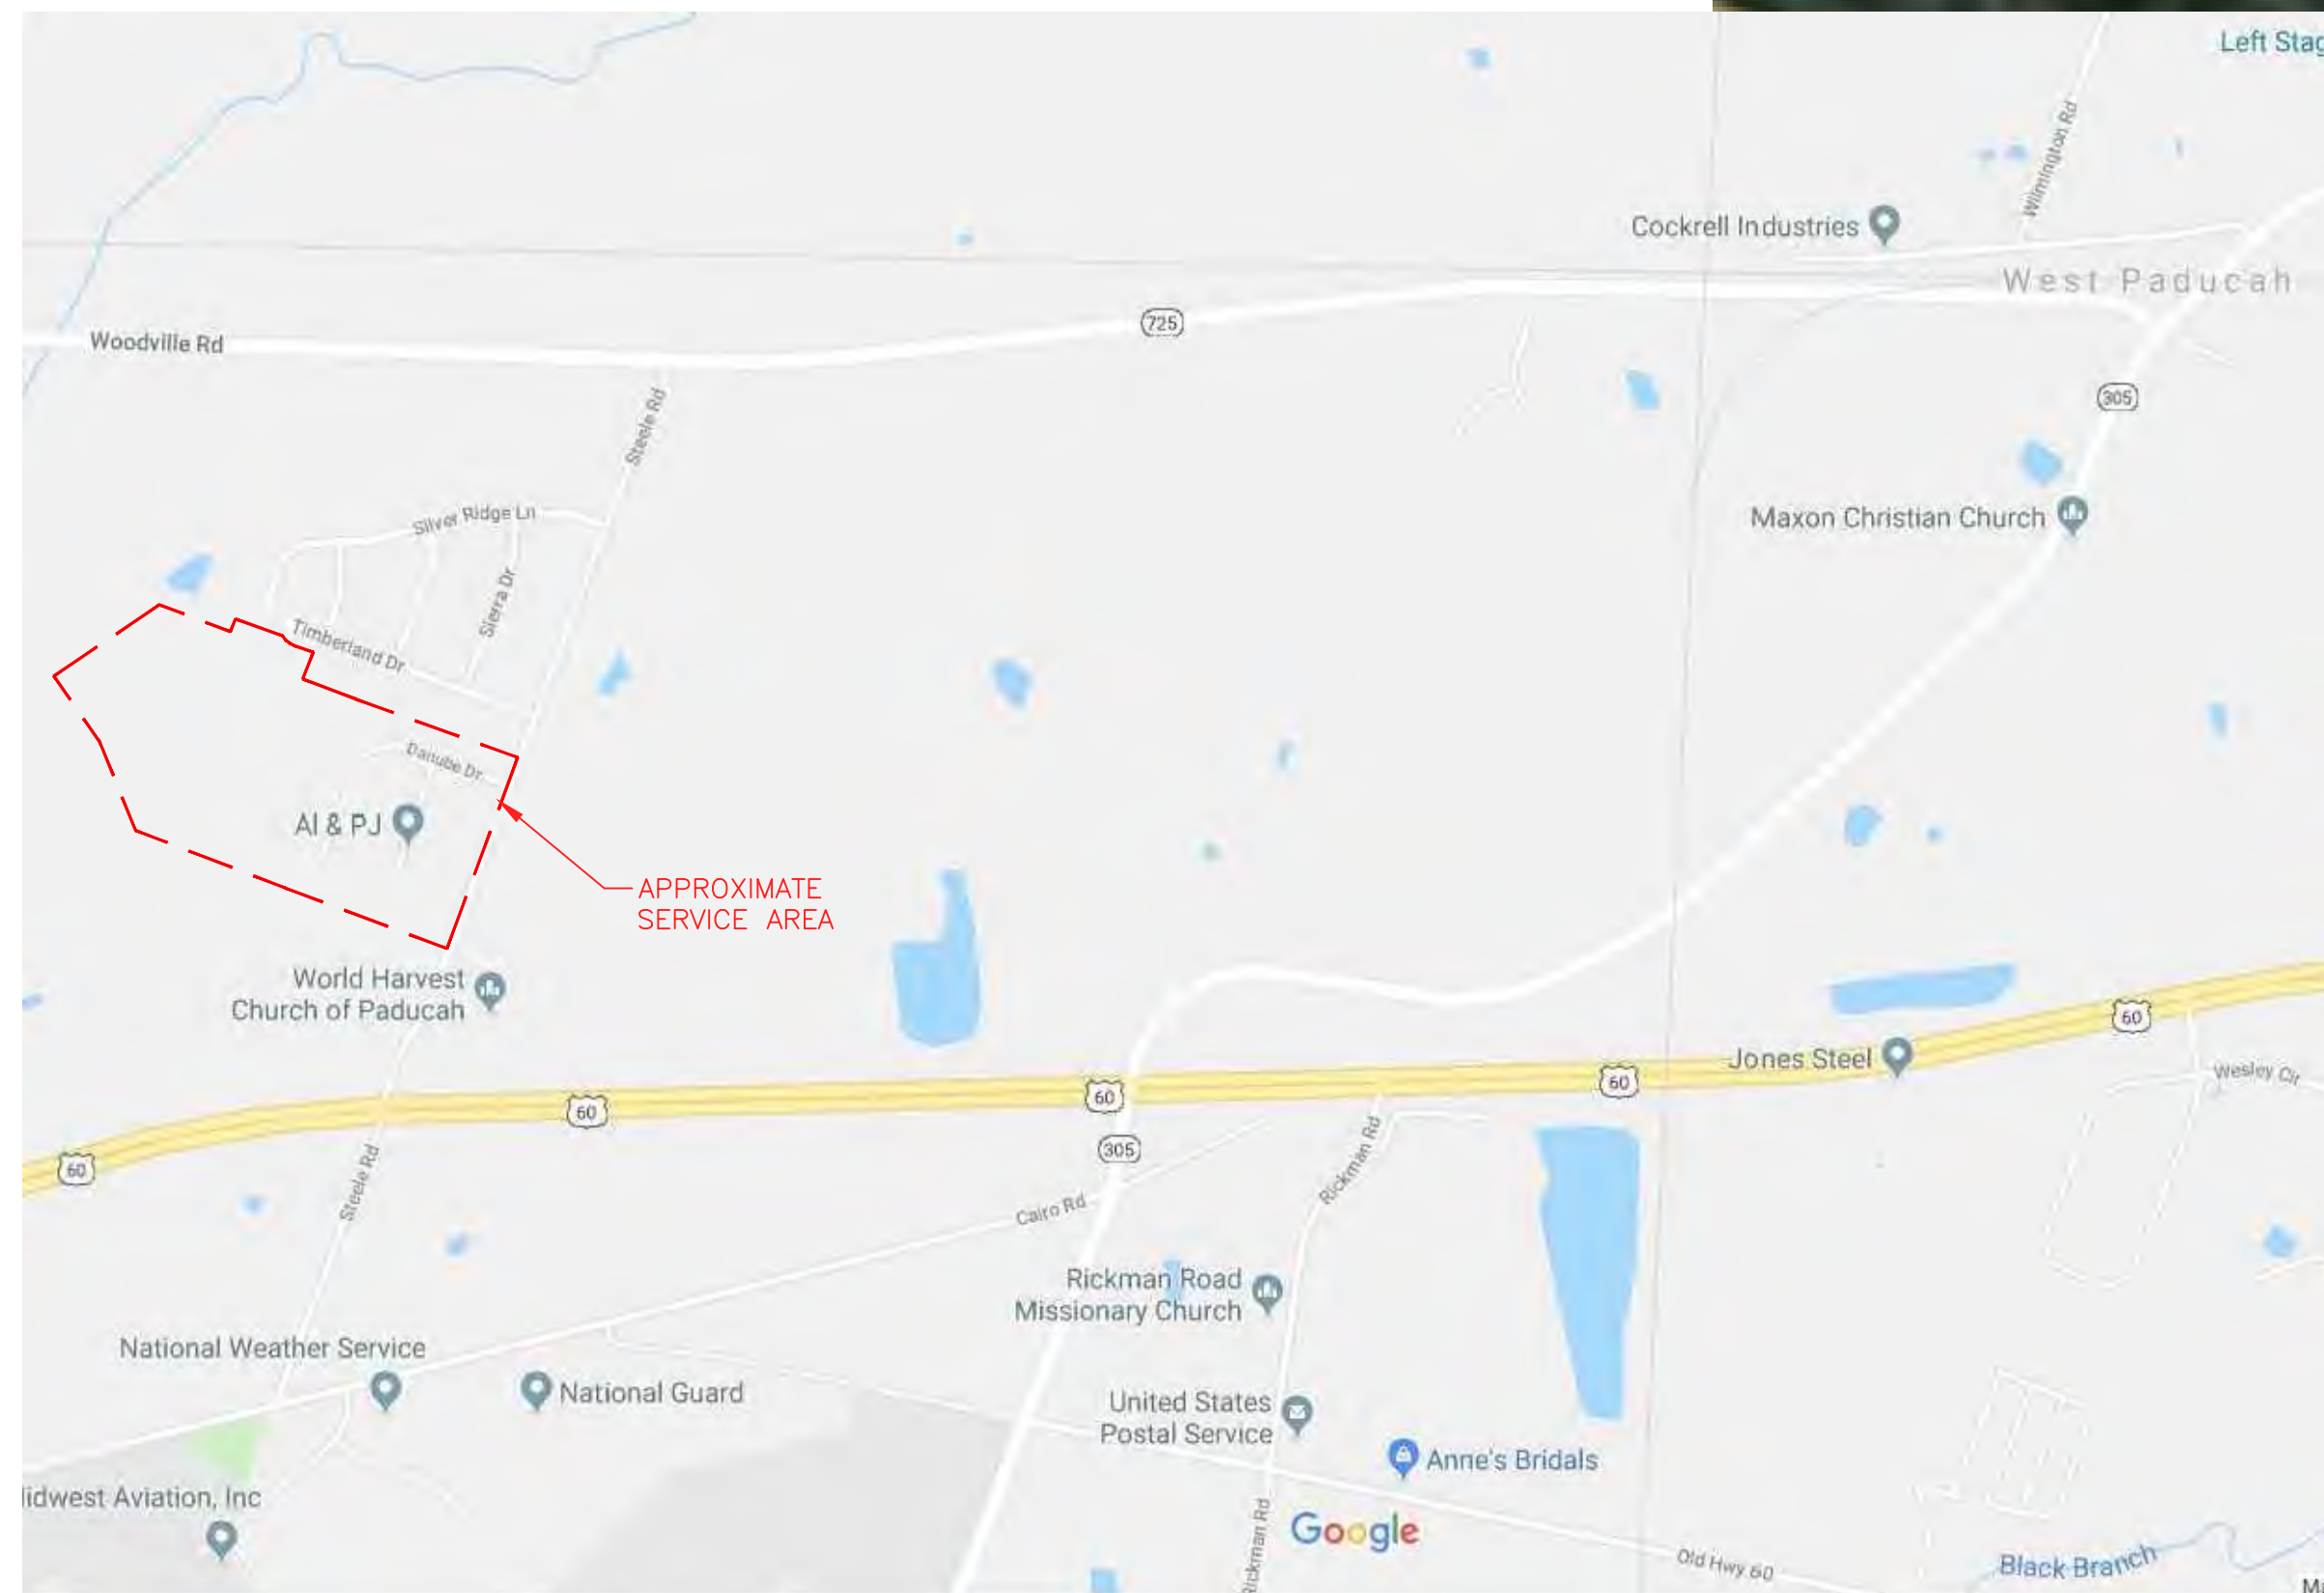 Left Stag
Wilmington Rd
Cockrell Industries
West Paducah
725
Woodville Rd
305
Steele Rd
Silver Ridge Ln
Maxon Christian Church
Sierra Dr
Timberland Dr
Danube Dr
Al & PJ
APPROXIMATE
SERVICE AREA
World Harvest
Church of Paducah
60
Jones Steel
60
60
60
Wesley Cir
60
305
Steele Rd
Rickman Rd
Cairo Rd
Rickman Road
Missionary Church
National Weather Service
National Guard
United States
Postal Service
Anne's Bridals
idwest Aviation, Inc
Rickman Rd
Google
Old Hwy 60
Black Branch